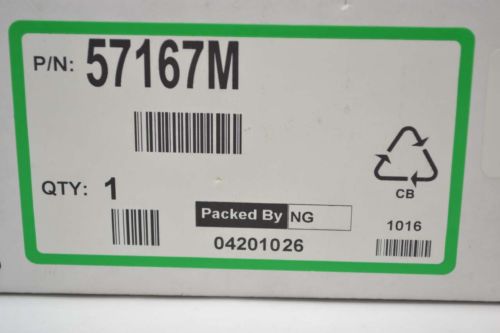 P/N: 57167M
QTY: 1
Packed By NG
CB
04201026
1016